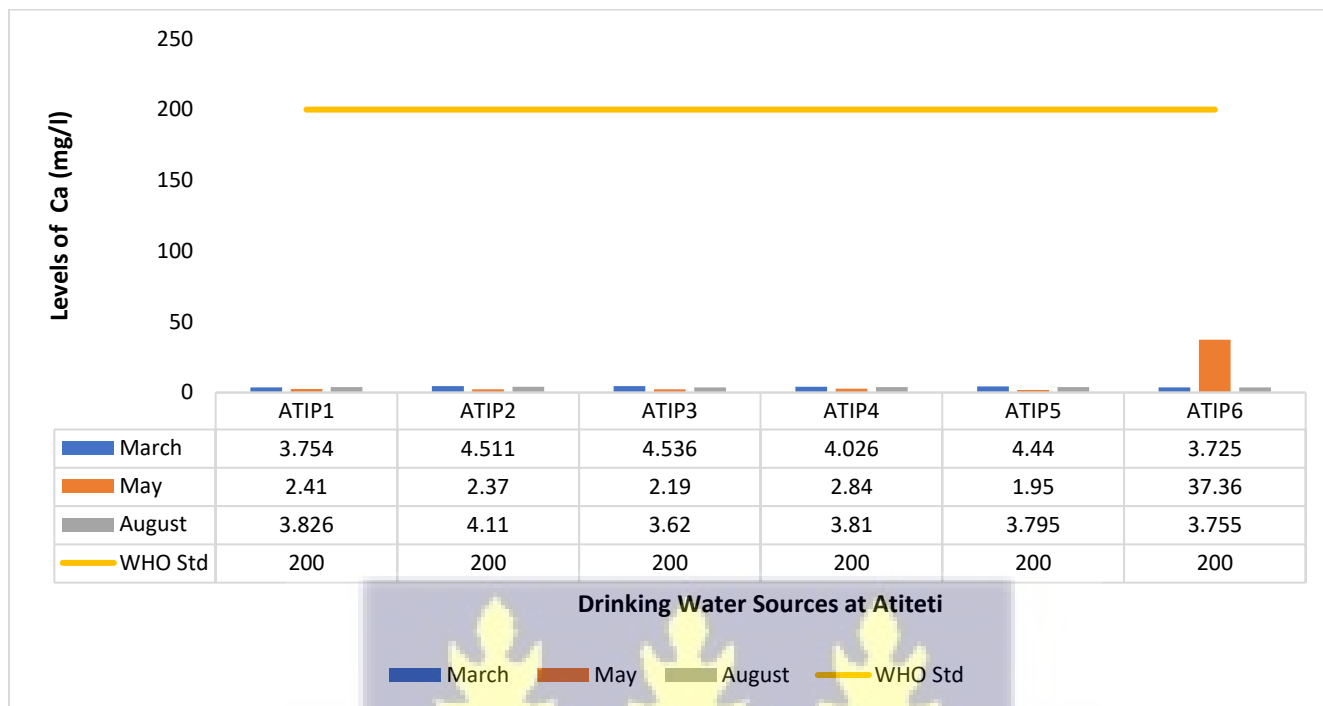 250
200
150
100
50
0
Levels of Ca (mg/l)
ATIP1 ATIP2 ATIP3 ATIP4 ATIP5 ATIP6
March 3.754 4.511 4.536 4.026 4.44 3.725
May 2.41 2.37 2.19 2.84 1.95 37.36
August 3.826 4.11 3.62 3.81 3.795 3.755
WHO Std 200 200 200 200 200 200
Drinking Water Sources at Atiteti
March May August WHO Std